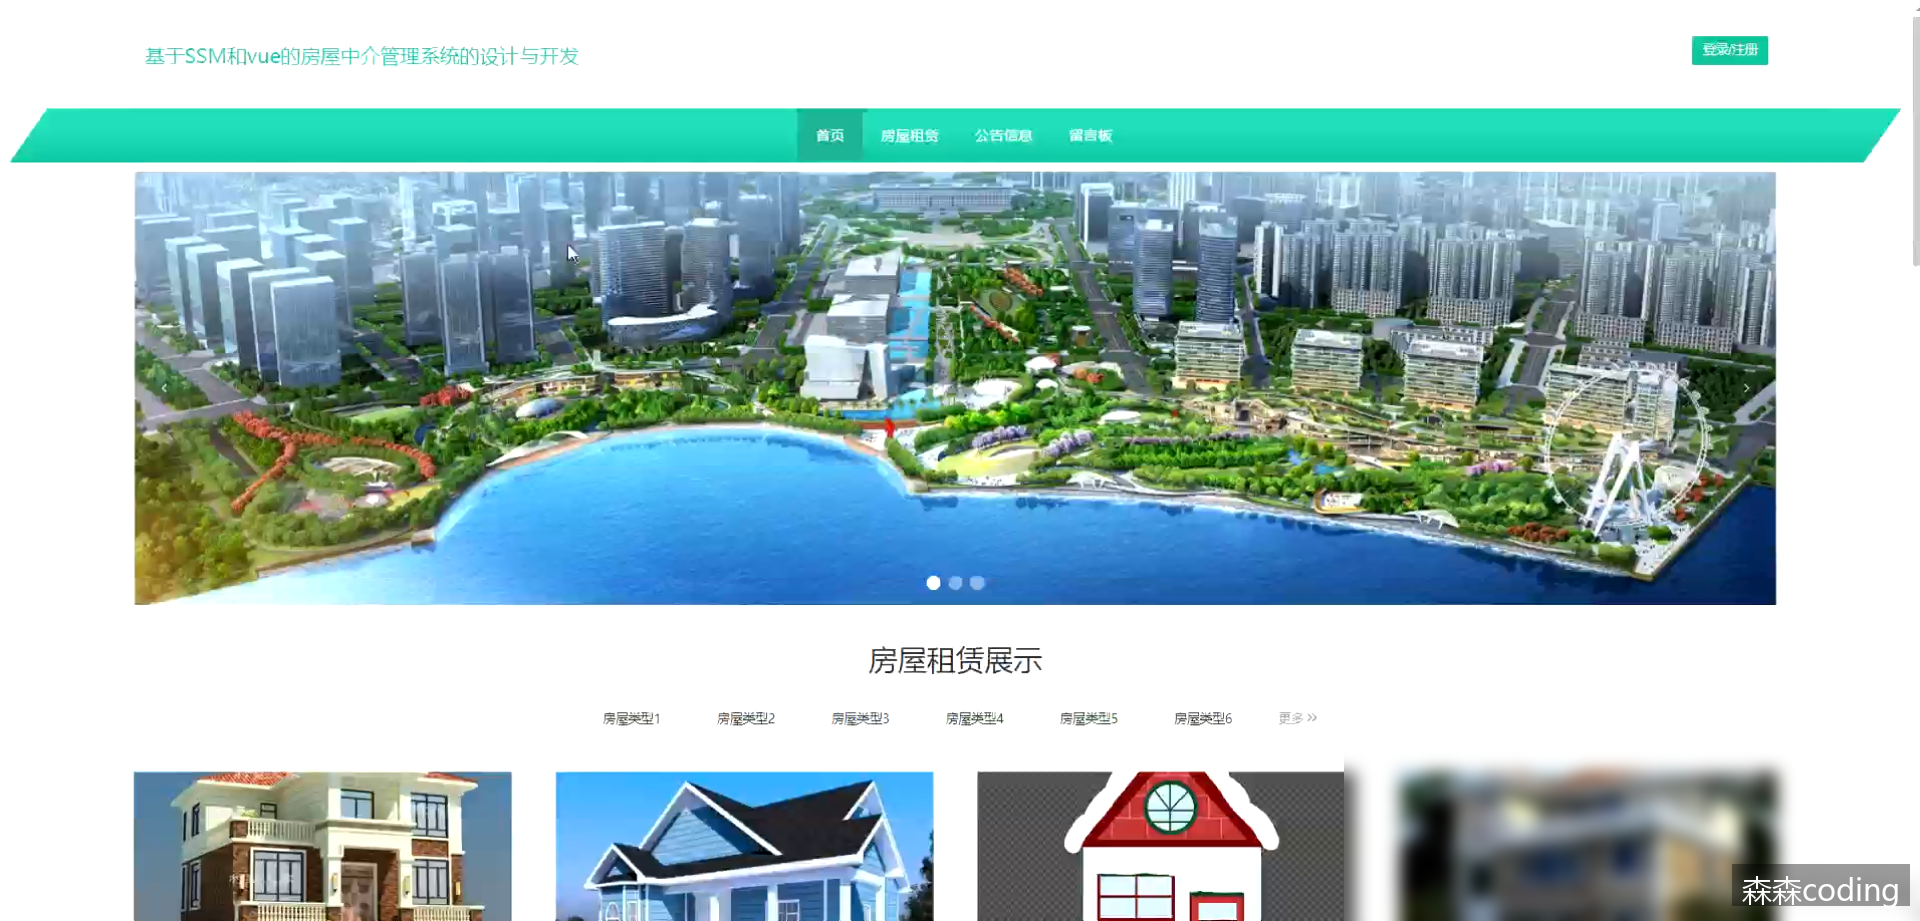 基于SSM和vue的房屋中介管理系统的设计与开发
登录/注册
首页 房屋租赁 公告信息 留言板
房屋租赁展示
房屋类型1 房屋类型2 房屋类型3 房屋类型4 房屋类型5 房屋类型6 更多
森森coding